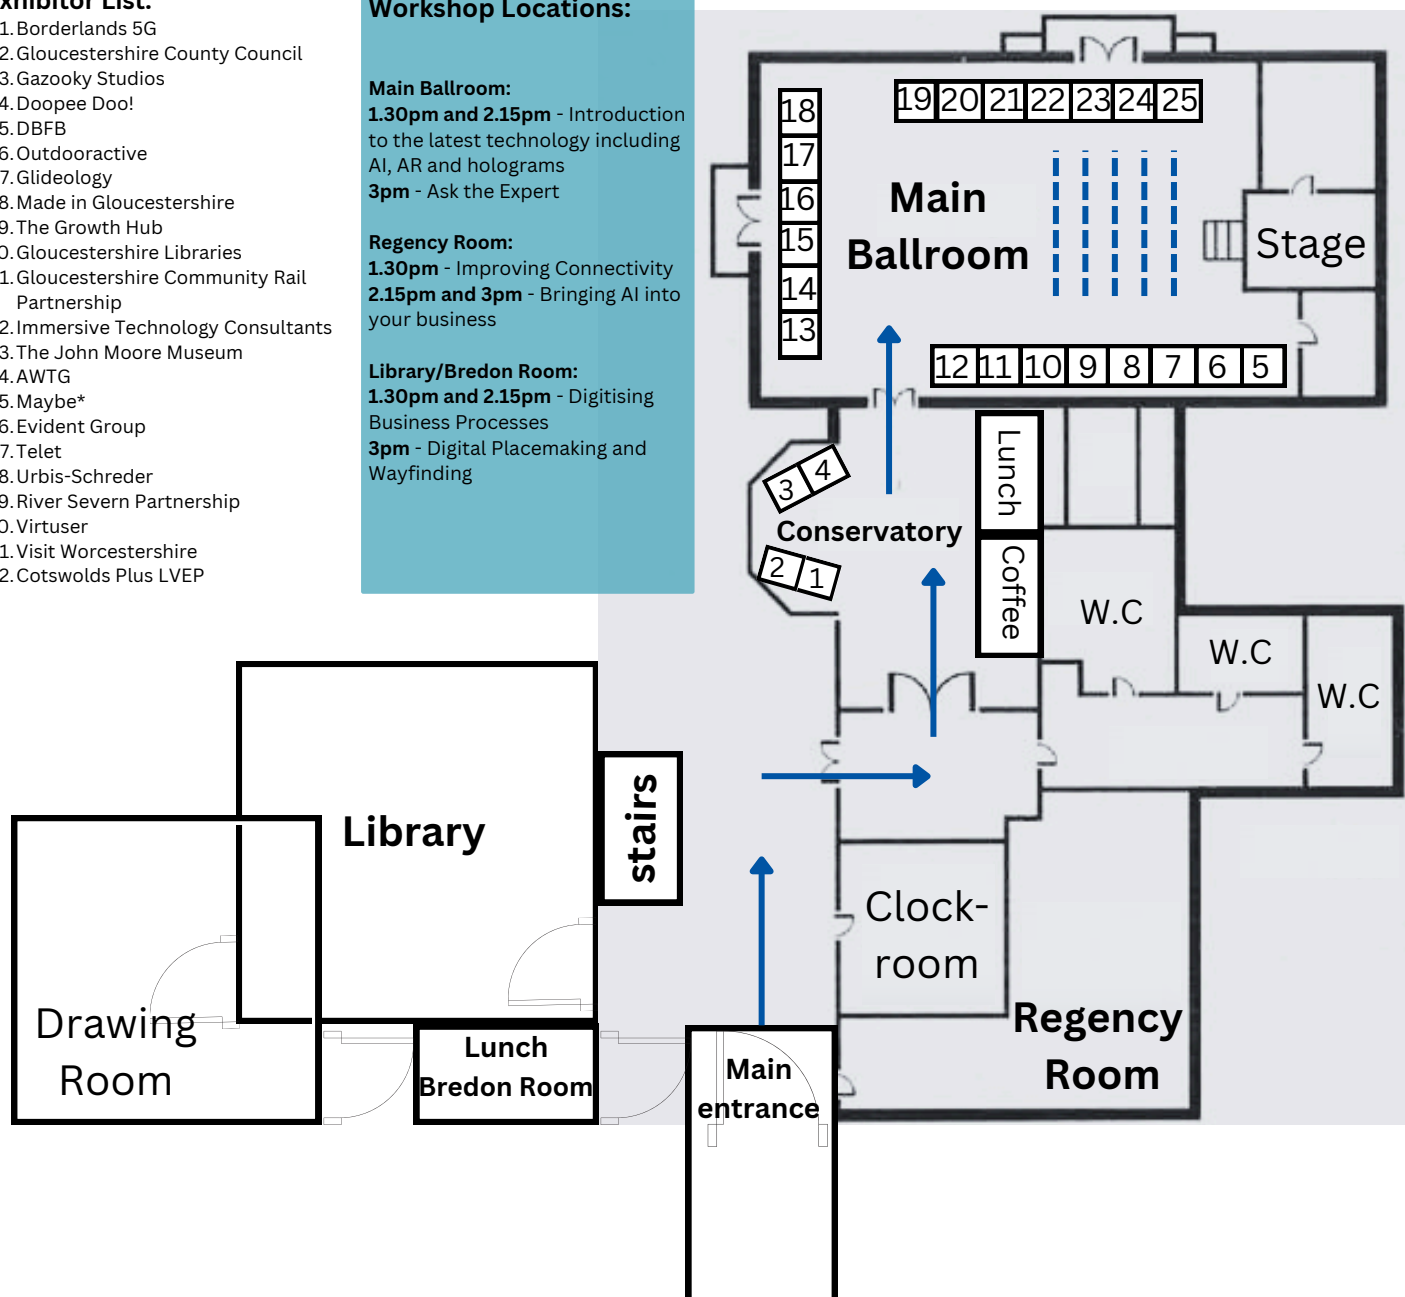 xhibitor List:
1. Borderlands 5G
2. Gloucestershire County Council
3. Gazooky Studios
4. Doopee Doo!
5. DBFB
6. Outdooractive
7. Glideology
8. Made in Gloucestershire
9. The Growth Hub
0. Gloucestershire Libraries
1. Gloucestershire Community Rail
Partnership
2. Immersive Technology Consultants
3. The John Moore Museum
4. AWTG
5. Maybe*
6. Evident Group
7. Telet
8. Urbis-Schreder
9. River Severn Partnership
0. Virtuser
1. Visit Worcestershire
2. Cotswolds Plus LVEP
Workshop Locations:
Main Ballroom:
1.30pm and 2.15pm - Introduction
to the latest technology including
AI, AR and holograms
3pm - Ask the Expert
Regency Room:
1.30pm - Improving Connectivity
2.15pm and 3pm - Bringing AI into
your business
Library/Bredon Room:
1.30pm and 2.15pm - Digitising
Business Processes
3pm - Digital Placemaking and
Wayfinding
18
17
16
15
14
13
19 20 21 22 23 24 25
Main
Ballroom
Stage
12 11 10 9 8 7 6 5
3 4
Conservatory
2 1
Lunch
Coffee
W.C
W.C
W.C
Library
stairs
Clock-
room
Drawing
Room
Lunch
Bredon Room
Main
entrance
Regency
Room